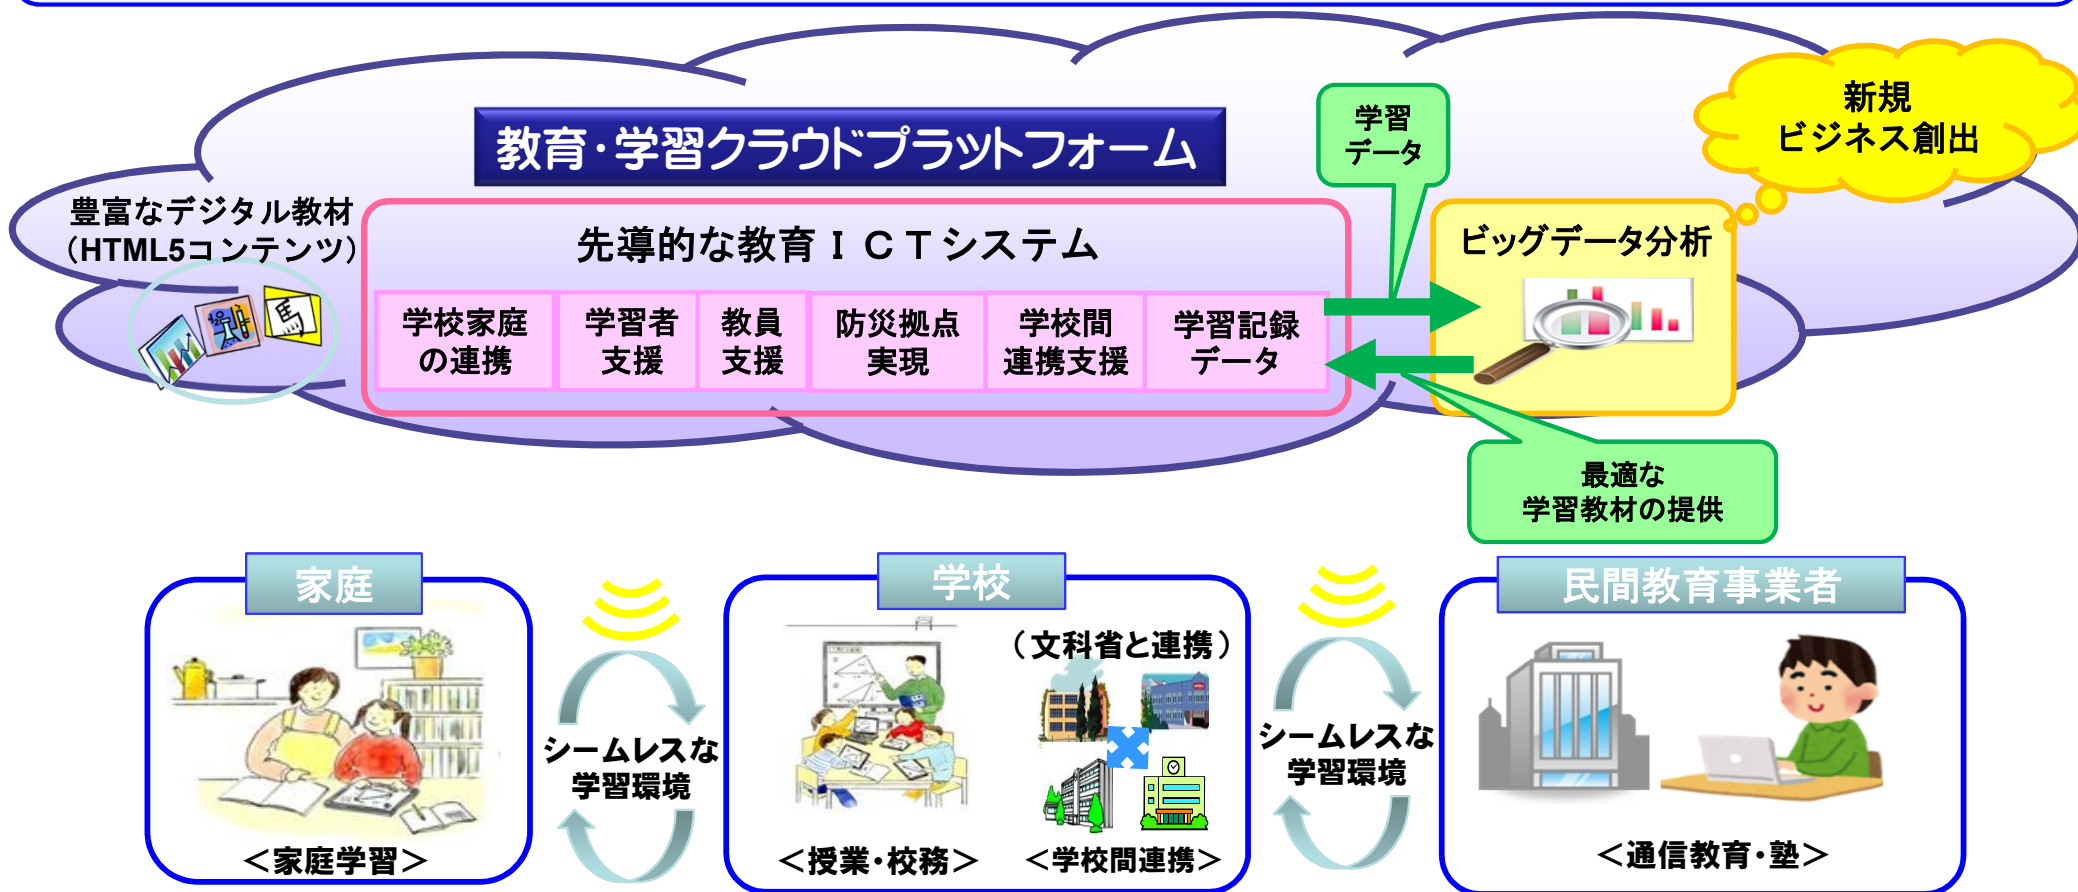 教育・学習クラウドプラットフォーム
学習
データ
新規
ビジネス創出
豊富なデジタル教材
（HTML5コンテンツ）
馬
先導的な教育ＩＣＴシステム
ビッグデータ分析
学校家庭
の連携
学習者
支援
教員
支援
防災拠点
実現
学校間
連携支援
学習記録
データ
最適な
学習教材の提供
家庭
学校
民間教育事業者
（文科省と連携）
シームレスな
学習環境
シームレスな
学習環境
＜家庭学習＞
＜授業・校務＞
＜学校間連携＞
＜通信教育・塾＞